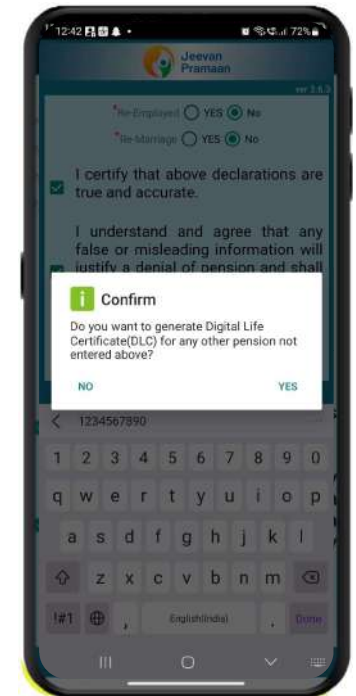 12:42
72%
Jeevan
Pramaan
ver 3.6.3
*Re-Employed YES No
*Re-Marriage YES No
I certify that above declarations are
true and accurate.
I understand and agree that any
false or misleading information will
justify a denial of pension and shall
Confirm
Do you want to generate Digital Life
Certificate(DLC) for any other pension not
entered above?
NO YES
1234567890
1 2 3 4 5 6 7 8 9 0
q w e r t y u i o p
a s d f g h j k l
z x c v b n m
!#1 , English(India) . Done